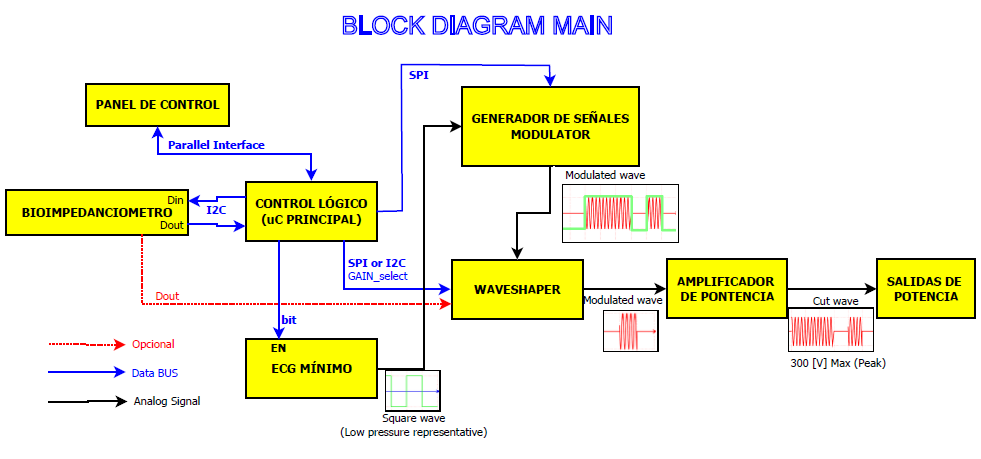 BLOCK DIAGRAM MAIN
SPI
PANEL DE CONTROL
GENERADOR DE SEÑALES
MODULATOR
Parallel Interface
Modulated wave
Din
BIOIMPEDANCIOMETRO
I2C
Dout
CONTROL LÓGICO
(uC PRINCIPAL)
SPI or I2C
GAIN_select
Dout
WAVESHAPER
AMPLIFICADOR
DE PONTENCIA
SALIDAS DE
POTENCIA
Modulated wave
Cut wave
bit
Opcional
EN
ECG MÍNIMO
300 [V] Max (Peak)
Data BUS
Analog Signal
Square wave
(Low pressure representative)